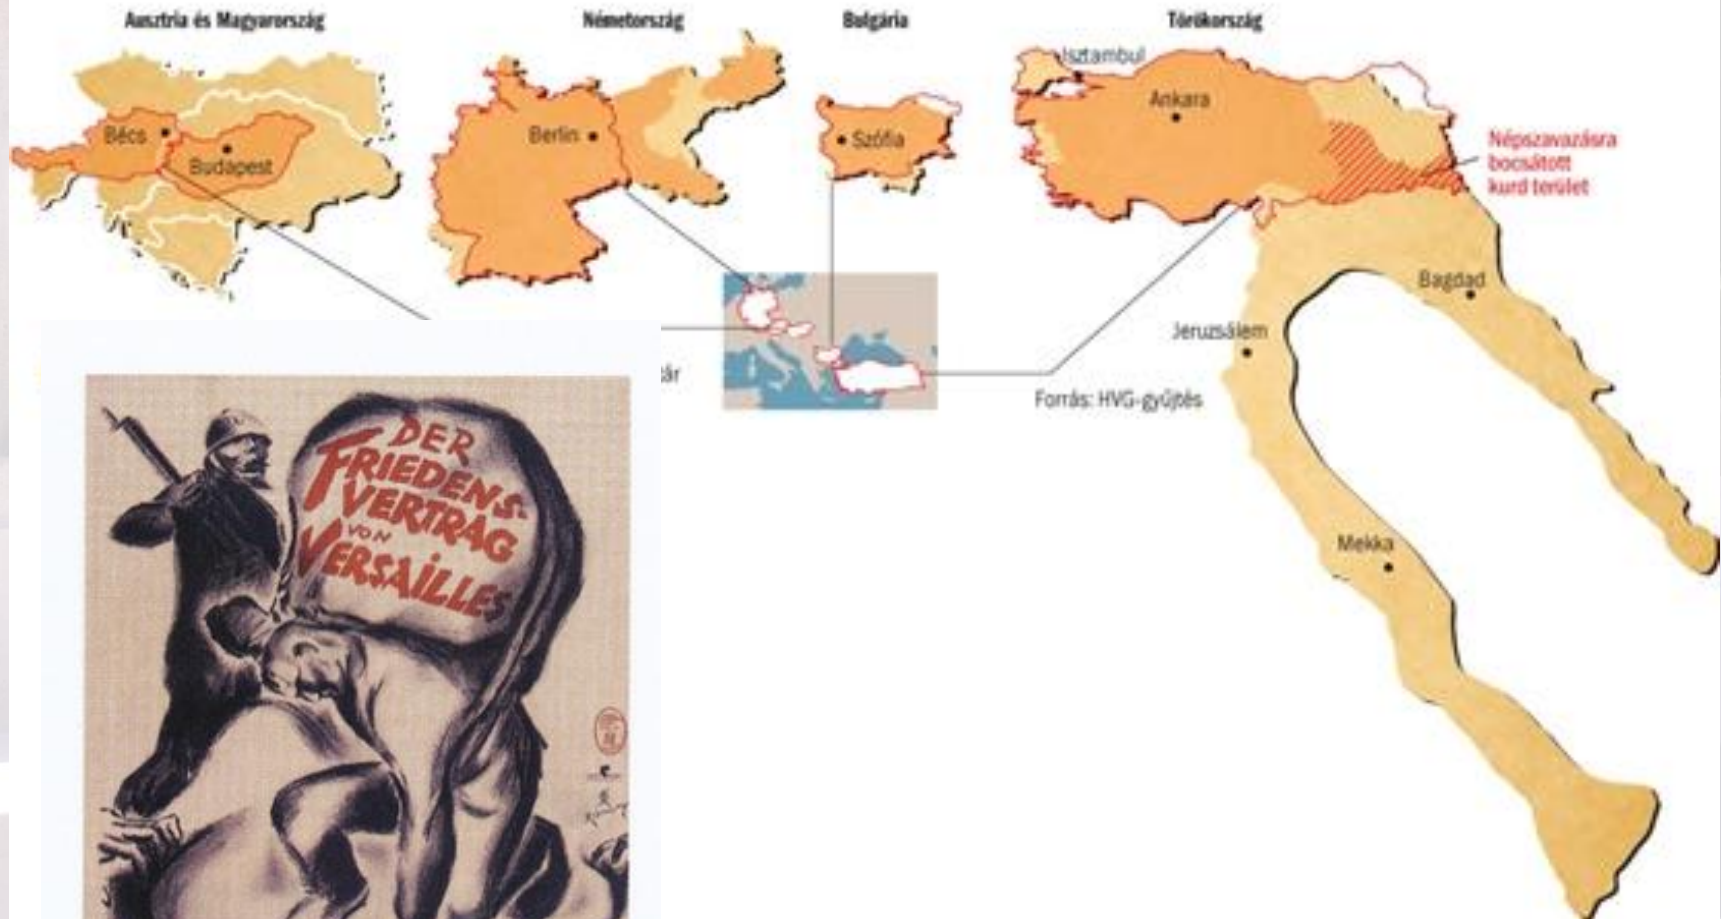 Ausztria és Magyarország
Németország
Bulgária
Törökország
Isztambul
Ankara
Bécs
Budapest
Berlin
Szófia
Népszavazásra
bocsátott
kurd terület
Bagdad
Jeruzsálem
ár
Forrás: HVG-gyűjtés
Mekka
DER
FRIEDENS-
VERTRAG
VON
VERSAILLES